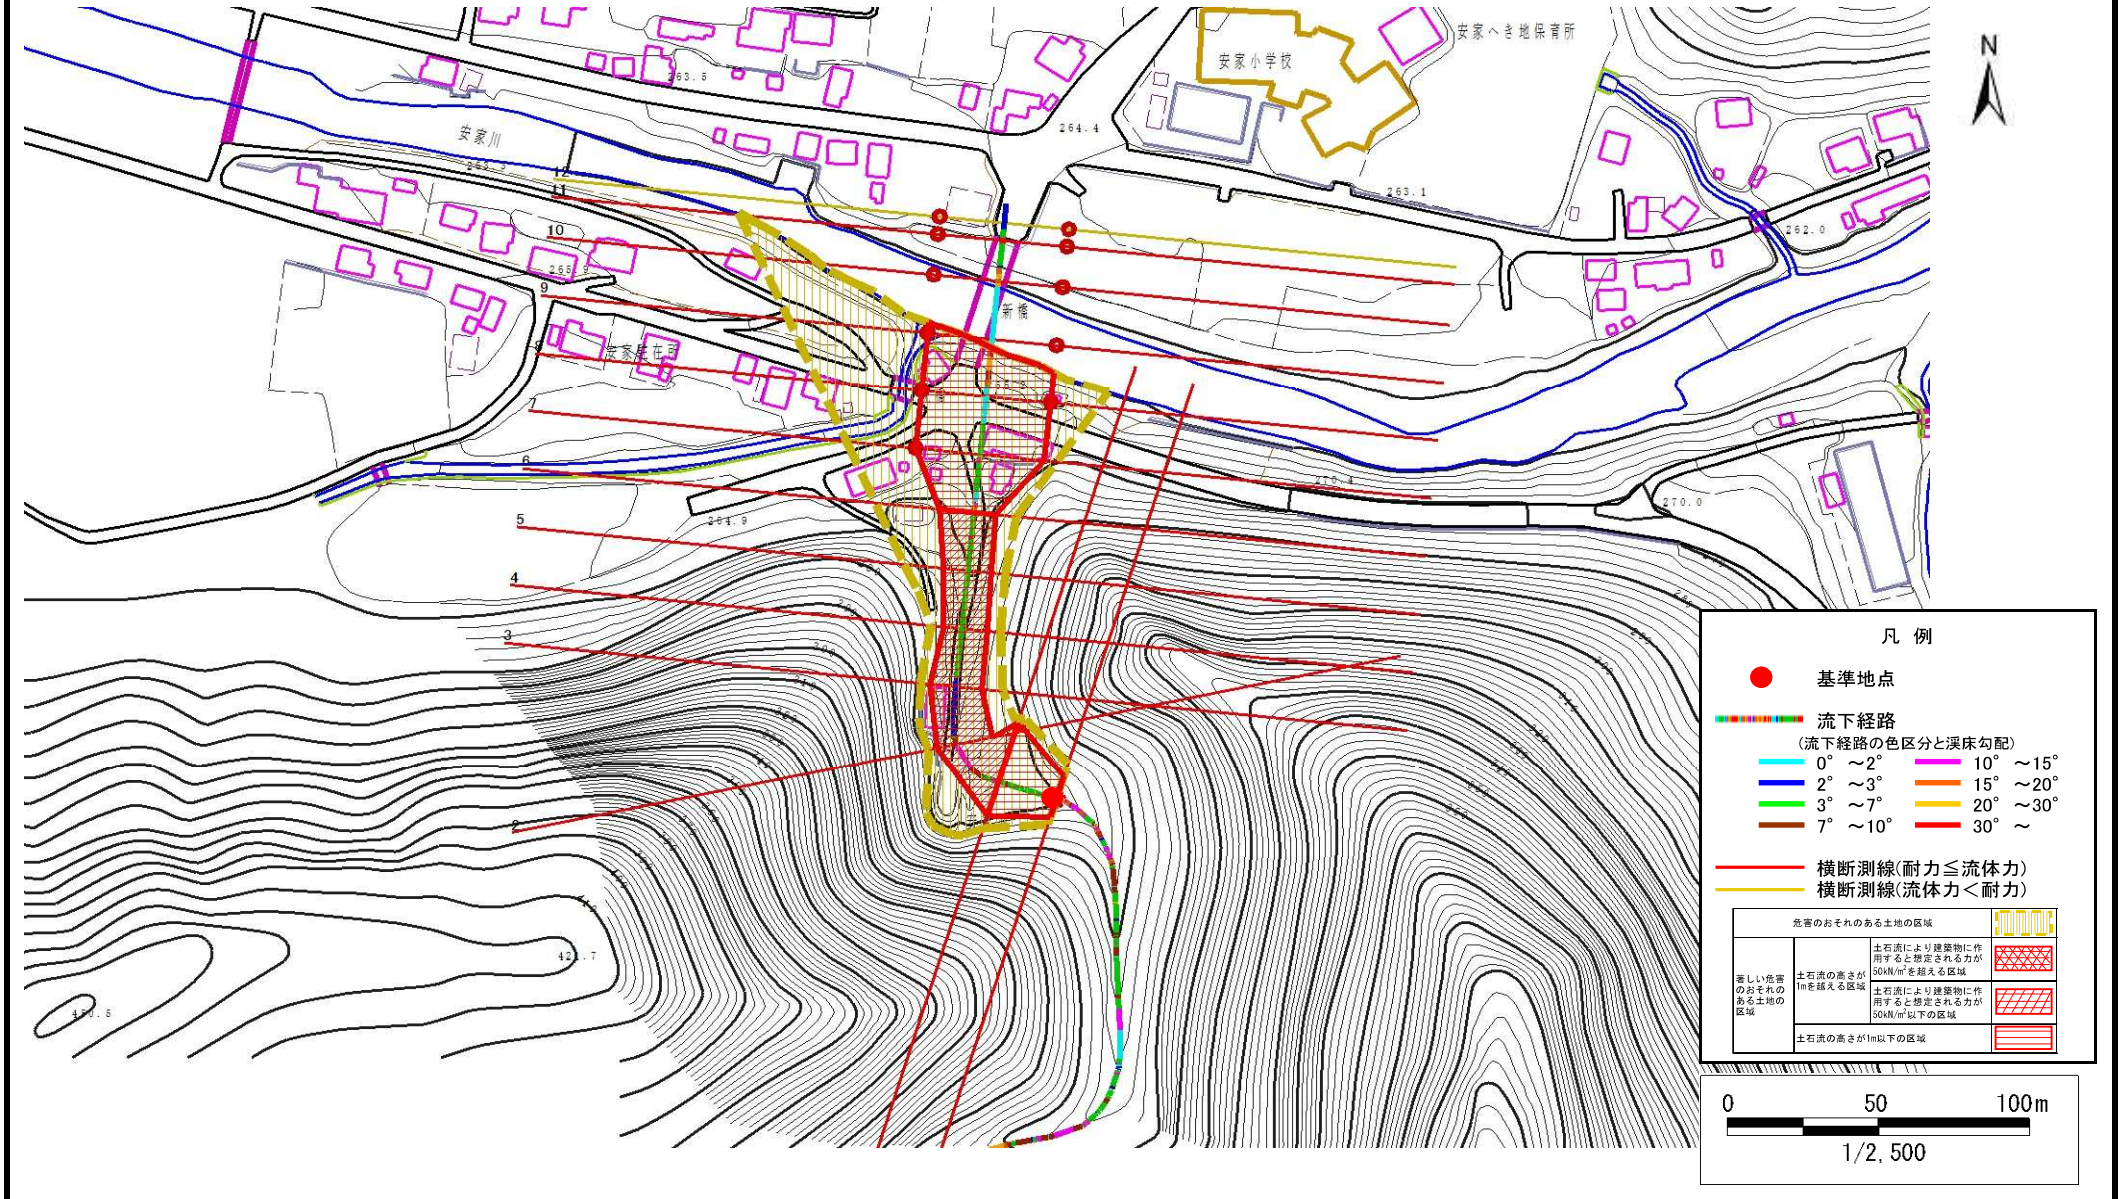 安家へき地保育所
安家小学校
N
263.5
264.4
安家川
263.3
263.1
262.0
12
11
10
265.9
9
新橋
8
安家駐在所
7
6
270.4
270.0
264.9
5
4
3
2
421.7
450.5
凡 例
基準地点
流下経路
(流下経路の色区分と渓床勾配)
0° ～2° 10° ～15°
2° ～3° 15° ～20°
3° ～7° 20° ～30°
7° ～10° 30° ～
横断測線(耐力≦流体力)
横断測線(流体力＜耐力)
危害のおそれのある土地の区域
著しい危害
のおそれの
ある土地の
区域
土石流の高さが
1mを越える区域
土石流により建築物に作
用すると想定される力が
50kN/m²を超える区域
土石流により建築物に作
用すると想定される力が
50kN/m²以下の区域
土石流の高さが1m以下の区域
0 50 100m
1/2,500